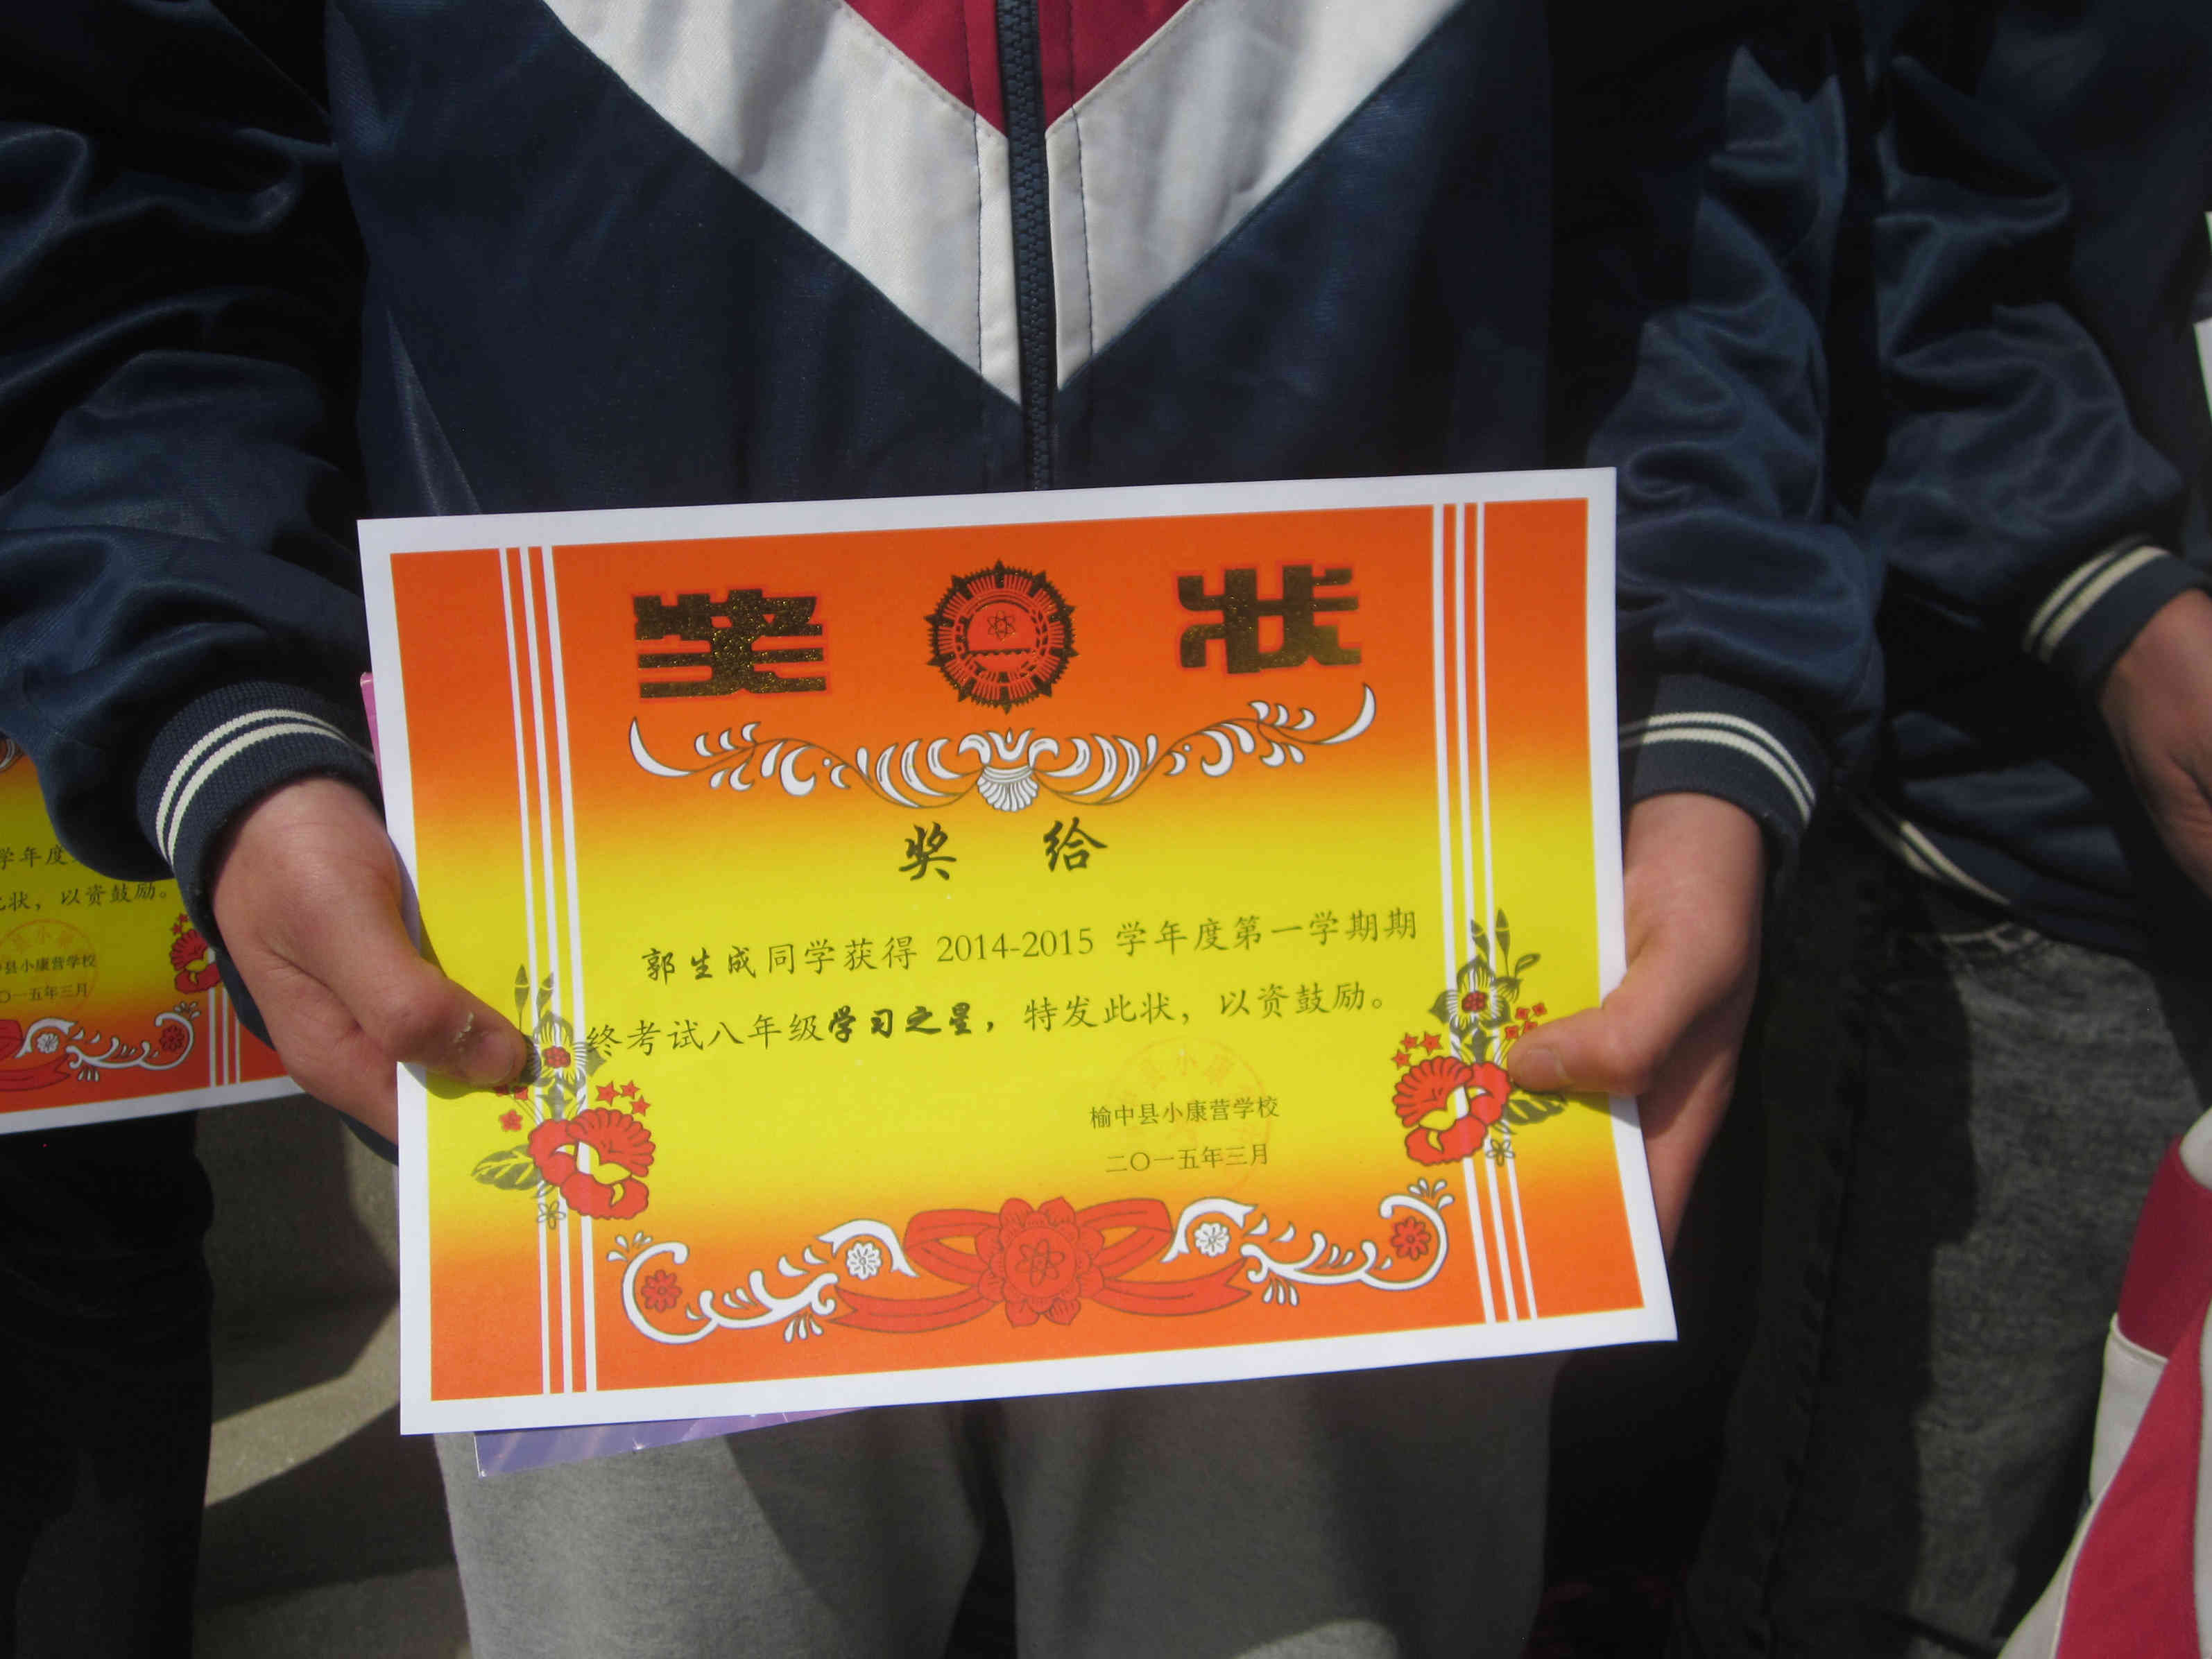 奖 状
奖 给
郭生成同学获得 2014-2015 学年度第一学期期
终考试八年级学习之星，特发此状，以资鼓励。
榆中县小康营学校
二〇一五年三月
学年度
状，以资鼓励。
县小康营学校
〇一五年三月